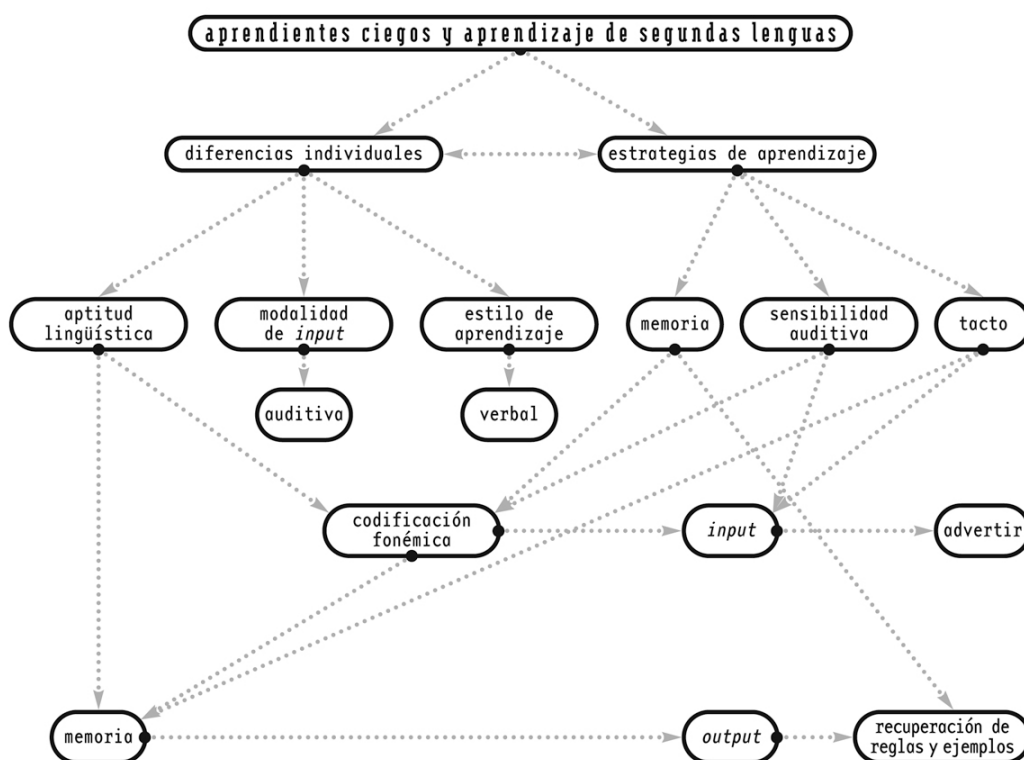 aprendientes ciegos y aprendizaje de segundas lenguas
diferencias individuales
estrategias de aprendizaje
aptitud
lingüística
modalidad
de input
estilo de
aprendizaje
memoria
sensibilidad
auditiva
tacto
auditiva
verbal
codificación
fonémica
input
advertir
memoria
output
recuperación de
reglas y ejemplos